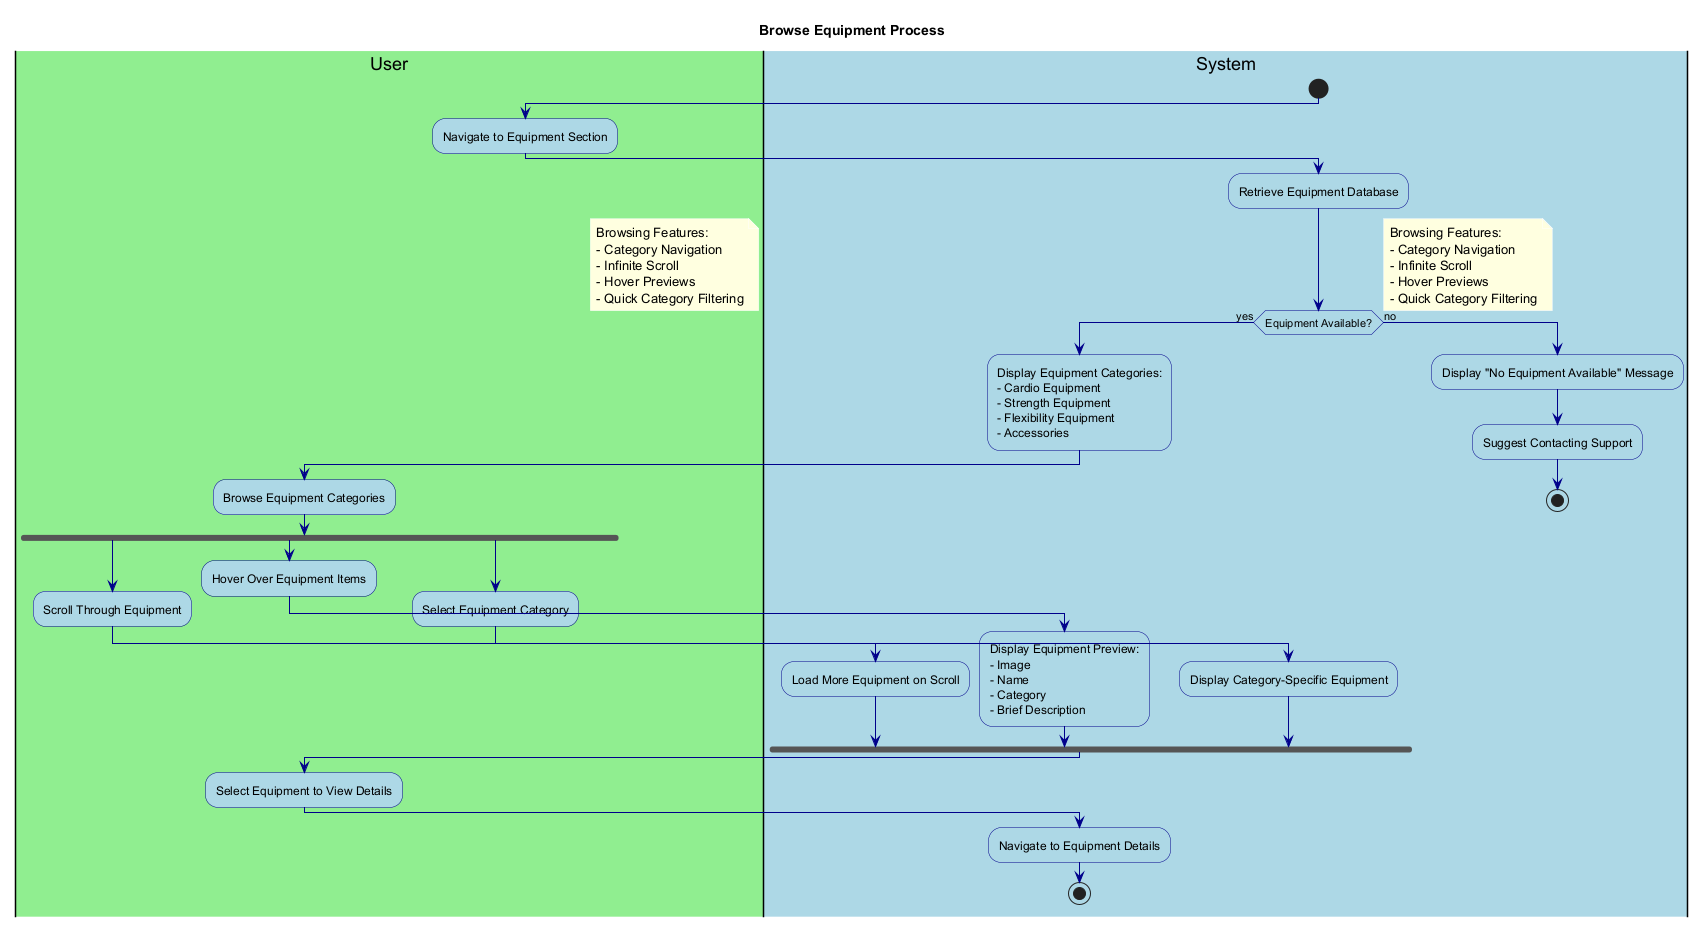 Browse Equipment Process
User
System
Navigate to Equipment Section
Retrieve Equipment Database
Browsing Features:
- Category Navigation
- Infinite Scroll
- Hover Previews
- Quick Category Filtering
Browsing Features:
- Category Navigation
- Infinite Scroll
- Hover Previews
- Quick Category Filtering
yes
Equipment Available?
no
Display Equipment Categories:
- Cardio Equipment
- Strength Equipment
- Flexibility Equipment
- Accessories
Display "No Equipment Available" Message
Suggest Contacting Support
Browse Equipment Categories
Hover Over Equipment Items
Scroll Through Equipment
Select Equipment Category
Display Equipment Preview:
- Image
- Name
- Category
- Brief Description
Load More Equipment on Scroll
Display Category-Specific Equipment
Select Equipment to View Details
Navigate to Equipment Details